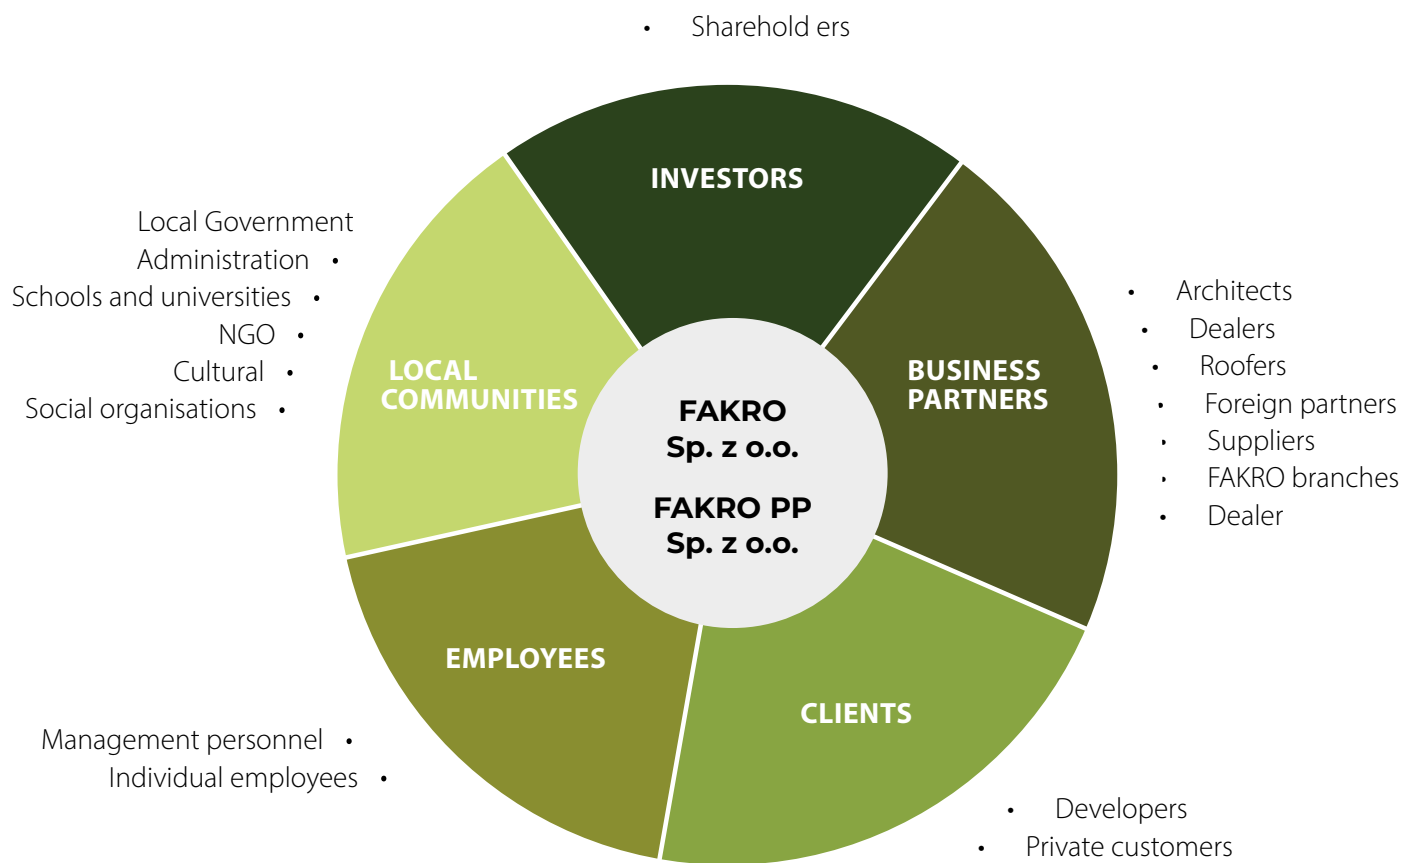 • Sharehold ers
INVESTORS
Local Government
Administration •
Schools and universities •
NGO •
Cultural •
Social organisations •
LOCAL
COMMUNITIES
FAKRO
Sp. z o.o.
FAKRO PP
Sp. z o.o.
BUSINESS
PARTNERS
• Architects
• Dealers
• Roofers
• Foreign partners
• Suppliers
• FAKRO branches
• Dealer
EMPLOYEES
Management personnel •
Individual employees •
CLIENTS
• Developers
• Private customers